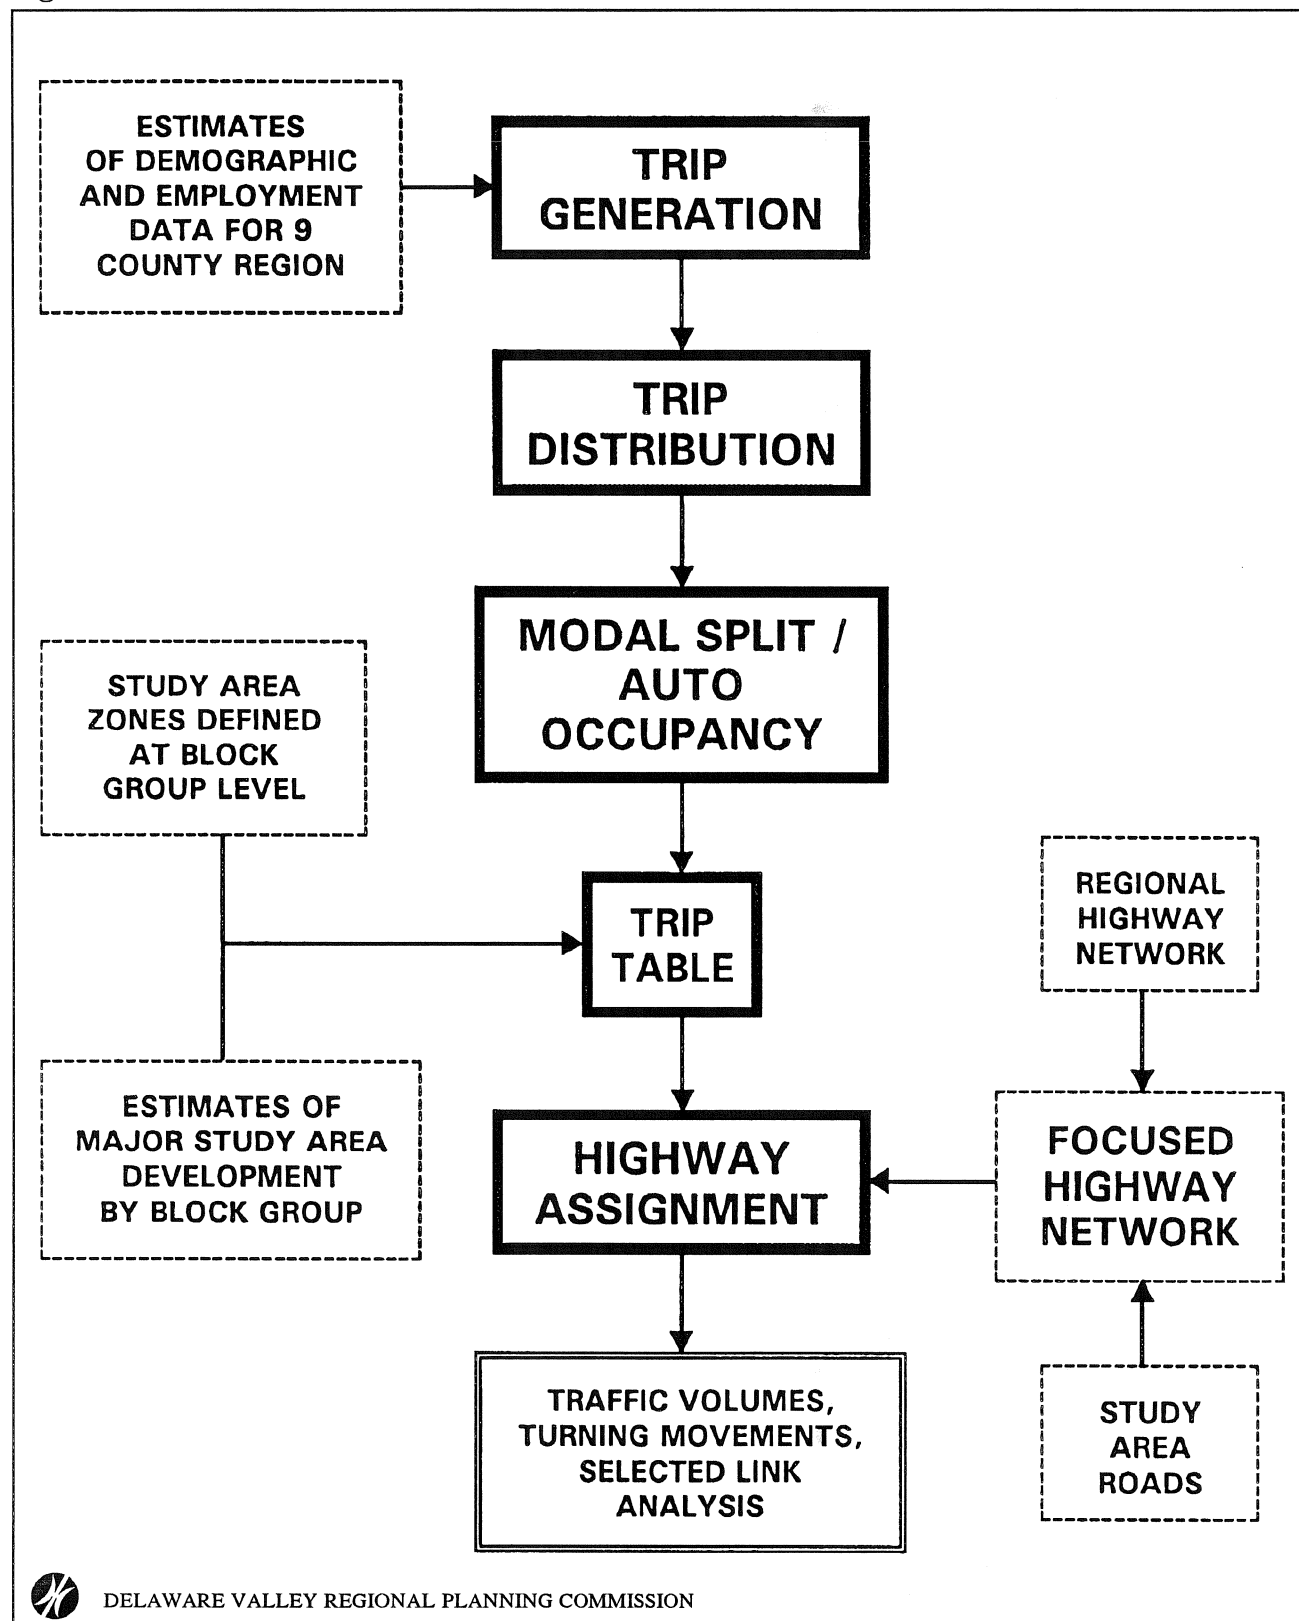 ESTIMATES
OF DEMOGRAPHIC
AND EMPLOYMENT
DATA FOR 9
COUNTY REGION
TRIP
GENERATION
TRIP
DISTRIBUTION
MODAL SPLIT /
AUTO
OCCUPANCY
STUDY AREA
ZONES DEFINED
AT BLOCK
GROUP LEVEL
TRIP
TABLE
REGIONAL
HIGHWAY
NETWORK
ESTIMATES OF
MAJOR STUDY AREA
DEVELOPMENT
BY BLOCK GROUP
HIGHWAY
ASSIGNMENT
FOCUSED
HIGHWAY
NETWORK
TRAFFIC VOLUMES,
TURNING MOVEMENTS,
SELECTED LINK
ANALYSIS
STUDY
AREA
ROADS
DELAWARE VALLEY REGIONAL PLANNING COMMISSION